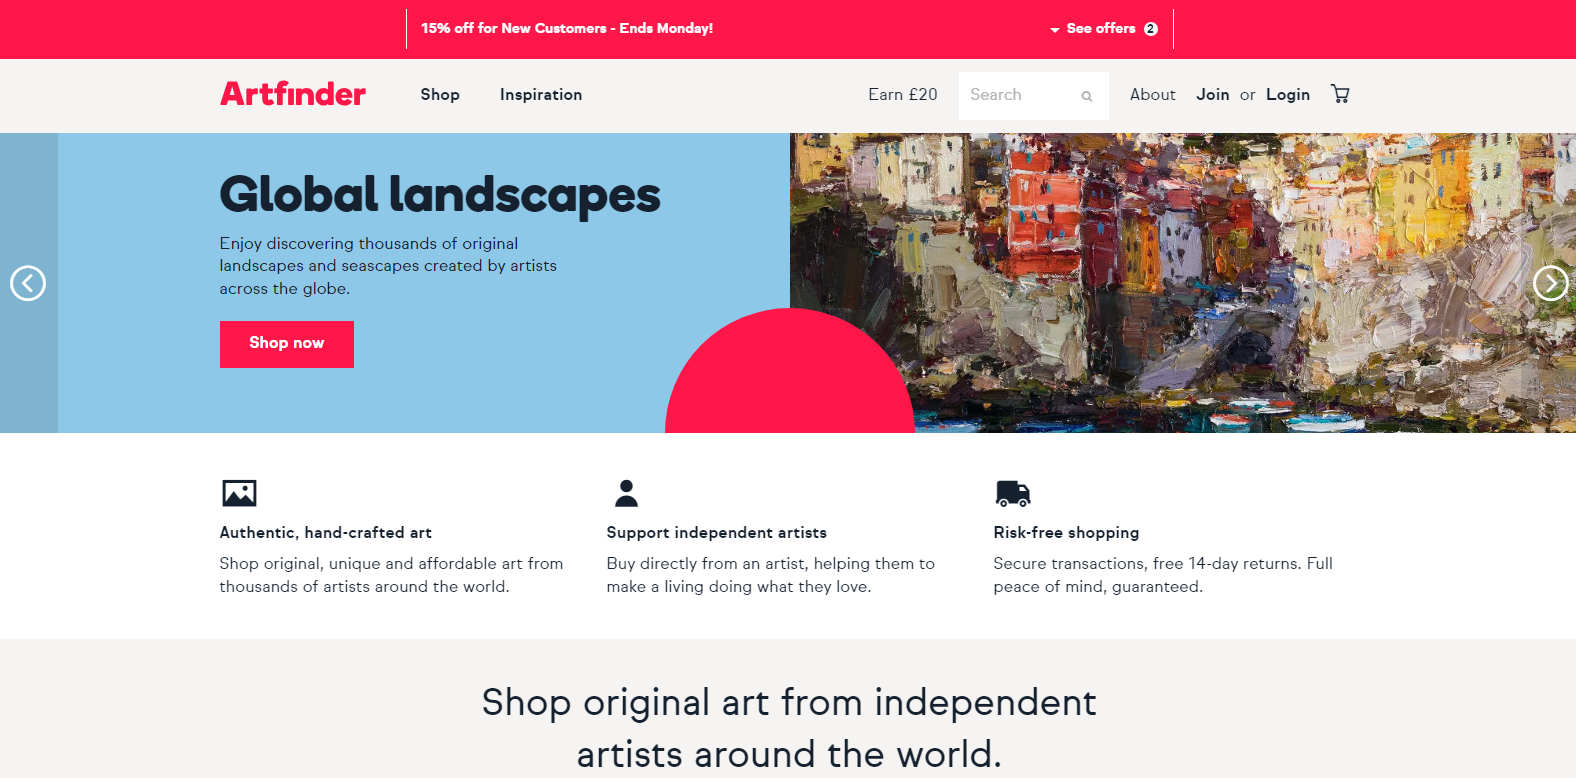 15% off for New Customers - Ends Monday!
See offers 2
Artfinder
Shop
Inspiration
Earn £20
Search
About
Join or Login
Global landscapes
Enjoy discovering thousands of original
landscapes and seascapes created by artists
across the globe.
Shop now
Authentic, hand-crafted art
Shop original, unique and affordable art from
thousands of artists around the world.
Support independent artists
Buy directly from an artist, helping them to
make a living doing what they love.
Risk-free shopping
Secure transactions, free 14-day returns. Full
peace of mind, guaranteed.
Shop original art from independent
artists around the world.